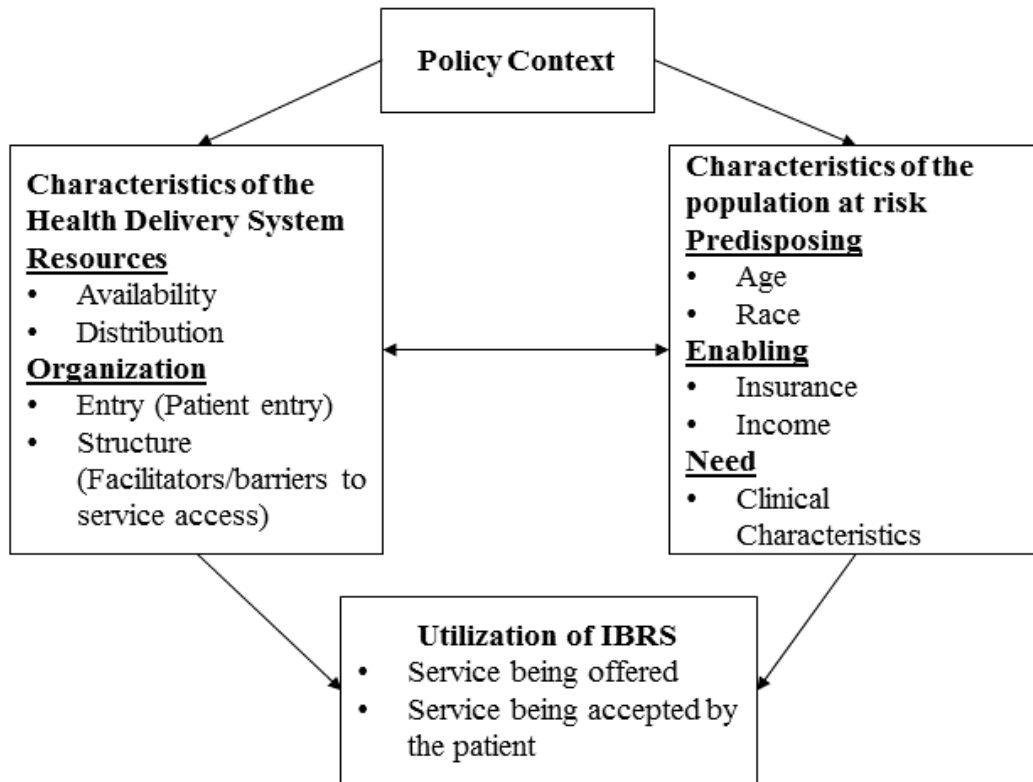 Policy Context
Characteristics of the
Health Delivery System
Resources
• Availability
• Distribution
Organization
• Entry (Patient entry)
• Structure
(Facilitators/barriers to
service access)
Characteristics of the
population at risk
Predisposing
• Age
• Race
Enabling
• Insurance
• Income
Need
• Clinical
Characteristics
Utilization of IBRS
• Service being offered
• Service being accepted by
the patient